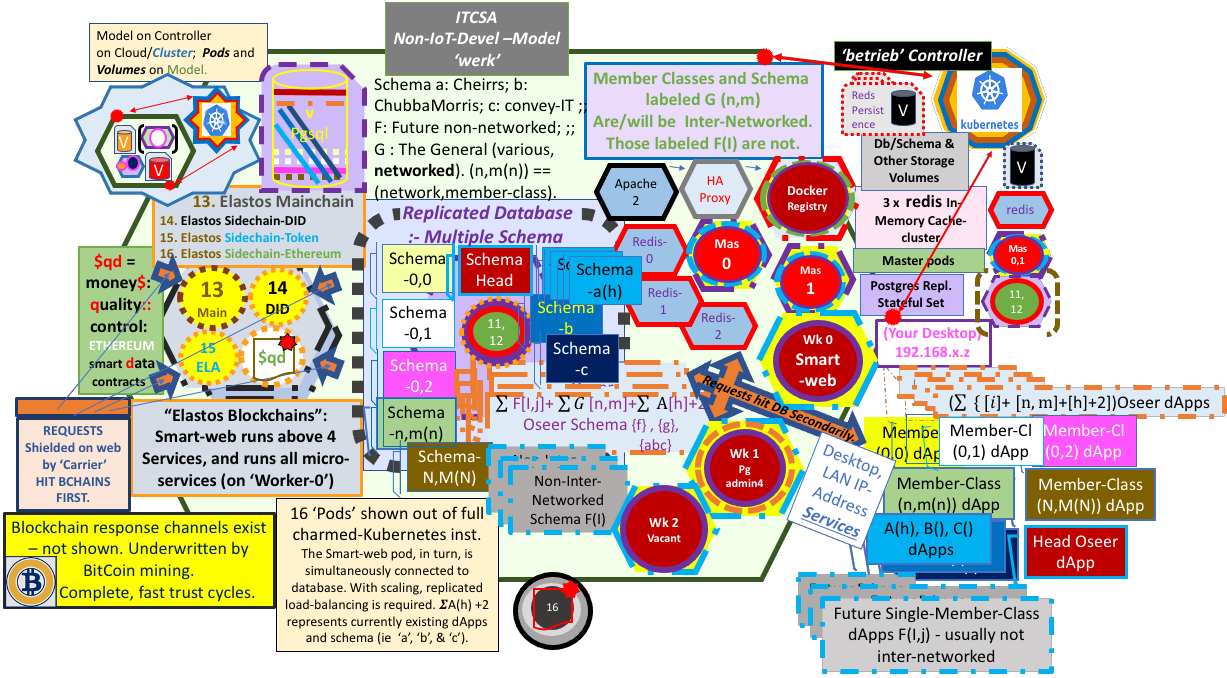 ITCSA
Non-IoT-Devel –Model
‘werk’
Model on Controller
on Cloud/Cluster; Pods and
Volumes on Model.
V
V
V
Pgsql
Schema a: Cheirrs; b:
ChubbaMorris; c: convey-IT ;;
F: Future non-networked; ;;
G : The General (various,
networked). (n,m(n)) ==
(network,member-class).
Member Classes and Schema
labeled G (n,m)
Are/will be Inter-Networked.
Those labeled F(I) are not.
‘betrieb’ Controller
Reds
Persist
ence
V
kubernetes
Db/Schema &
Other Storage
Volumes
V
3 x redis In-
Memory Cache-
cluster
redis
Master pods
Mas
0,1
Postgres Repl.
Stateful Set
11,
12
(Your Desktop)
192.168.x.z
Apache
2
HA
Proxy
Docker
Registry
Redis-
0
Redis-
1
Redis-
2
Mas
0
Mas
1
Wk 0
Smart
-web
Wk 1
Pg
admin4
Wk 2
Vacant
13. Elastos Mainchain
14. Elastos Sidechain-DID
15. Elastos Sidechain-Token
16. Elastos Sidechain-Ethereum
$qd =
money$:
quality::
control:
ETHEREUM
smart data
contracts
13
Main
14
DID
15
ELA
$qd
Replicated Database
:- Multiple Schema
Schema
-0,0
Schema
Head
Schema
-a(h)
Schema
-0,1
11,
12
Schema
-b
Schema
-c
Schema
-0,2
Schema
-n,m(n)
Schema-
N,M(N)
∑ F[I,j]+∑ G [n,m]+∑ A[h]+2
Oseer Schema {f} , {g},
{abc}
Requests hit DB Secondarily.
Non-Inter-
Networked
Schema F(I)
REQUESTS
Shielded on web
by ‘Carrier’
HIT BCHAINS
FIRST.
“Elastos Blockchains”:
Smart-web runs above 4
Services, and runs all micro-
services (on ‘Worker-0’)
Blockchain response channels exist
– not shown. Underwritten by
BitCoin mining.
Complete, fast trust cycles.
16 ‘Pods’ shown out of full
charmed-Kubernetes inst.
The Smart-web pod, in turn, is
simultaneously connected to
database. With scaling, replicated
load-balancing is required. ΣA(h) +2
represents currently existing dApps
and schema (ie ‘a’, ‘b’, & ‘c’).
16
Desktop,
LAN IP-
Address
Services
(∑ { [i]+ [n, m]+[h]+2])Oseer dApps
Membe
(0,0) dApp
Member-Cl
(0,1) dApp
Member-Cl
(0,2) dApp
Member-Class
(n,m(n)) dApp
Member-Class
(N,M(N)) dApp
A(h), B(), C()
dApps
Head Oseer
dApp
Future Single-Member-Class
dApps F(I,j) - usually not
inter-networked